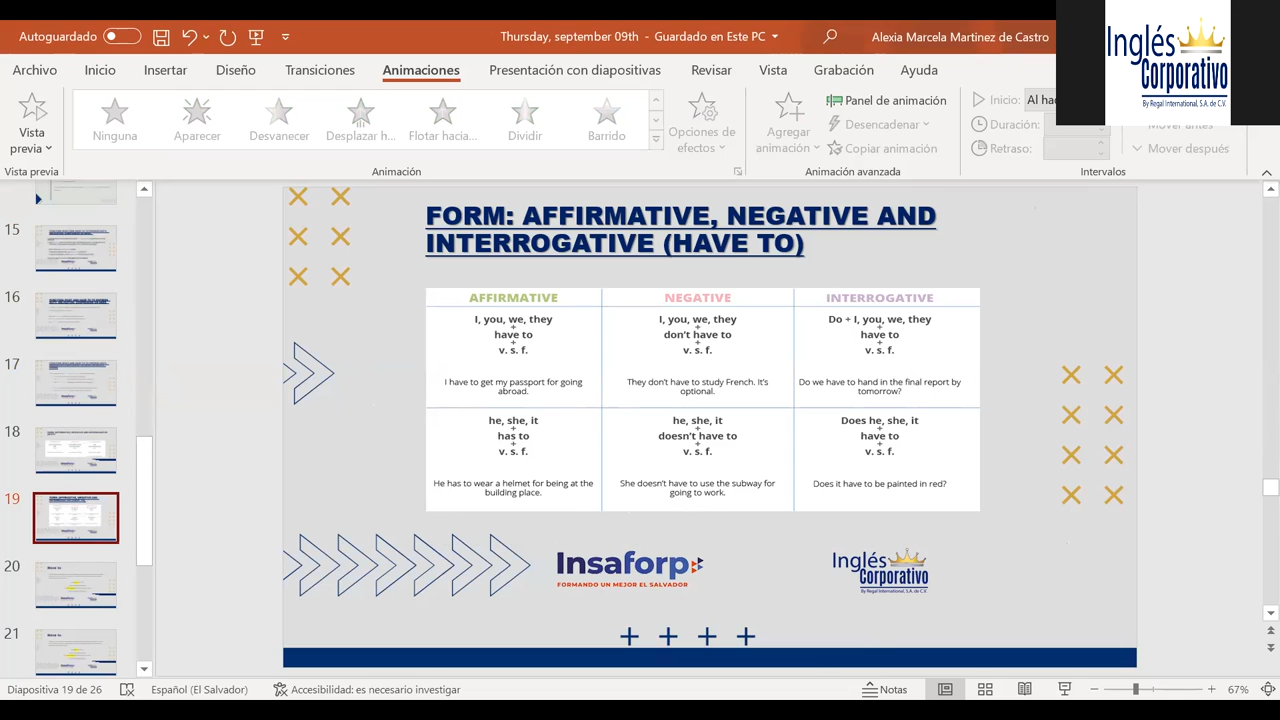 Autoguardado
Thursday, september 09th - Guardado en Este PC
Alexia Marcela Martinez de Castro
Inglés
Corporativo
By Regal International, S.A. de C.V.
Archivo Inicio Insertar Diseño Transiciones Animaciones Presentación con diapositivas Revisar Vista Grabación Ayuda
Vista
previa
Ninguna Aparecer Desvanecer Desplazar h... Flotar hacia... Dividir Barrido
Opciones de
efectos
Agregar
animación
Panel de animación
Desencadenar
Copiar animación
Inicio: Al ha
Duración:
Retraso:
Mover antes
Mover después
Vista previa Animación Animación avanzada Intervalos
15
16
17
18
19
20
21
FORM: AFFIRMATIVE, NEGATIVE AND
INTERROGATIVE (HAVE TO)
AFFIRMATIVE NEGATIVE INTERROGATIVE
I, you, we, they
+
have to
+
v. s. f.
I have to get my passport for going
abroad.
I, you, we, they
+
don't have to
+
v. s. f.
They don't have to study French. It's
optional.
Do + I, you, we, they
+
have to
+
v. s. f.
Do we have to hand in the final report by
tomorrow?
he, she, it
+
has to
+
v. s. f.
He has to wear a helmet for being at the
building place.
he, she, it
+
doesn't have to
+
v. s. f.
She doesn't have to use the subway for
going to work.
Does he, she, it
+
have to
+
v. s. f.
Does it have to be painted in red?
Insaforp
FORMANDO UN MEJOR EL SALVADOR
Inglés
Corporativo
By Regal International, S.A. de C.V.
Diapositiva 19 de 26
Español (El Salvador)
Accesibilidad: es necesario investigar
Notas
67%